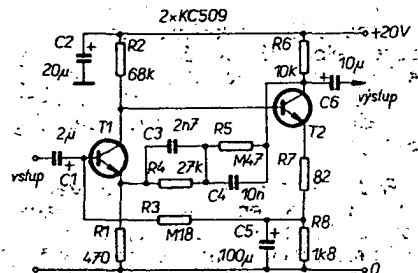 2×KC509
C2
20µ
R2
68k
R6
10k
+20V
10µ
C6
výstup
T1
T2
C3
2n7
R5
M47
2µ
C1
vstup
R4
27k
C4
10n
R7
82
R3
M18
R1
470
C5
100µ
R8
1k8
0